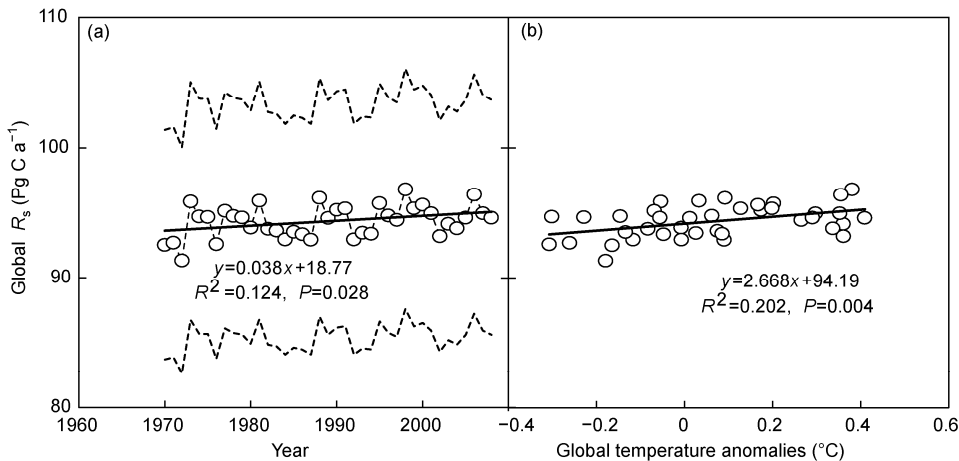 110
100
90
80
Global Rs (Pg C a−1)
(a)
y=0.038x+18.77
R2=0.124, P=0.028
1960
1970
1980
1990
2000
Year
(b)
y=2.668x+94.19
R2=0.202, P=0.004
−0.4
−0.2
0
0.2
0.4
0.6
Global temperature anomalies (°C)